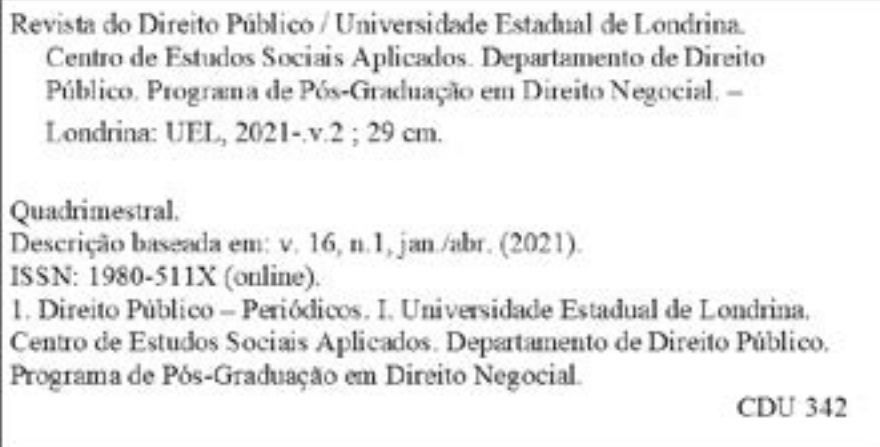 Revista do Direito Público / Universidade Estadual de Londrina.
Centro de Estudos Sociais Aplicados. Departamento de Direito
Público. Programa de Pós-Graduação em Direito Negocial. –
Londrina: UEL, 2021-.v.2 ; 29 cm.
Quadrimestral.
Descrição baseada em: v. 16, n.1, jan./abr. (2021).
ISSN: 1980-511X (online).
1. Direito Público – Periódicos. I. Universidade Estadual de Londrina.
Centro de Estudos Sociais Aplicados. Departamento de Direito Público.
Programa de Pós-Graduação em Direito Negocial.
CDU 342